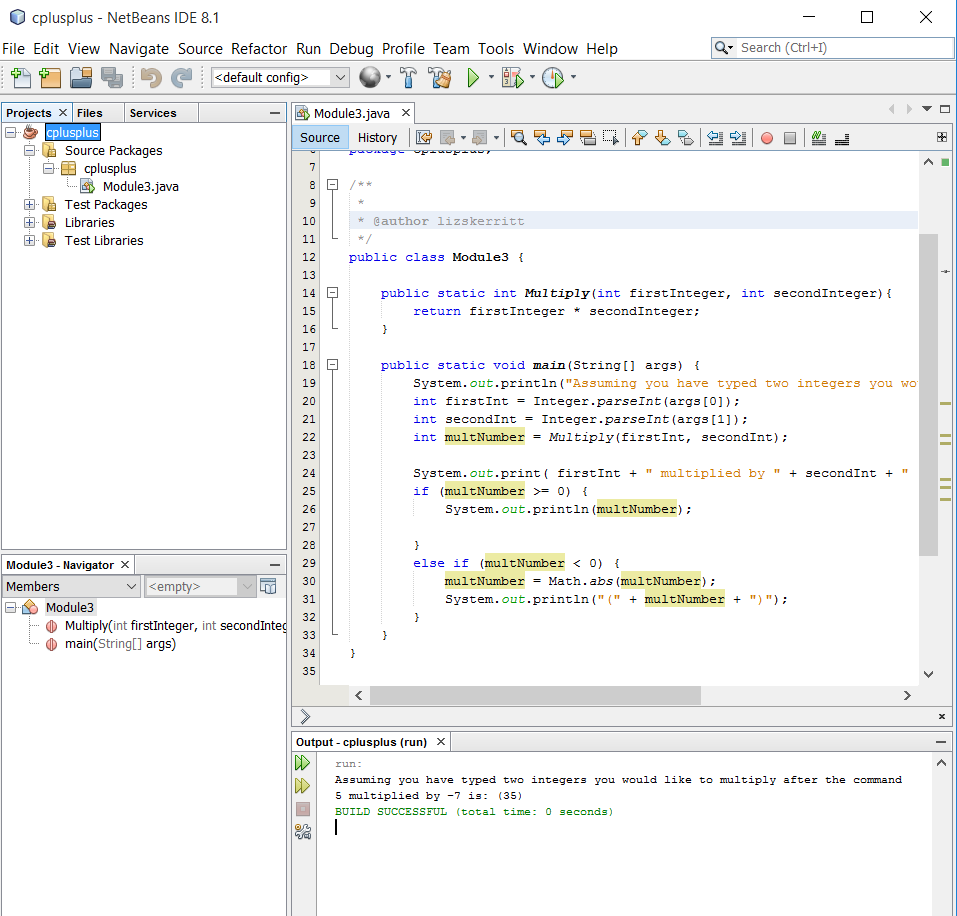 cplusplus - NetBeans IDE 8.1
File Edit View Navigate Source Refactor Run Debug Profile Team Tools Window Help
Search (Ctrl+I)
<default config>
Projects Files Services
cplusplus
Source Packages
cplusplus
Module3.java
Test Packages
Libraries
Test Libraries
Module3 - Navigator
Members <empty>
Module3
Multiply(int firstInteger, int secondInteg
main(String[] args)
Module3.java
Source History
package cplusplus;
7
8 /**
9 *
10 * @author lizskerritt
11 */
12 public class Module3 {
13
14 public static int Multiply(int firstInteger, int secondInteger){
15 return firstInteger * secondInteger;
16 }
17
18 public static void main(String[] args) {
19 System.out.println("Assuming you have typed two integers you wo
20 int firstInt = Integer.parseInt(args[0]);
21 int secondInt = Integer.parseInt(args[1]);
22 int multNumber = Multiply(firstInt, secondInt);
23
24 System.out.print( firstInt + " multiplied by " + secondInt + "
25 if (multNumber >= 0) {
26 System.out.println(multNumber);
27
28 }
29 else if (multNumber < 0) {
30 multNumber = Math.abs(multNumber);
31 System.out.println("(" + multNumber + ")");
32 }
33 }
34 }
35
Output - cplusplus (run)
run:
Assuming you have typed two integers you would like to multiply after the command
5 multiplied by -7 is: (35)
BUILD SUCCESSFUL (total time: 0 seconds)